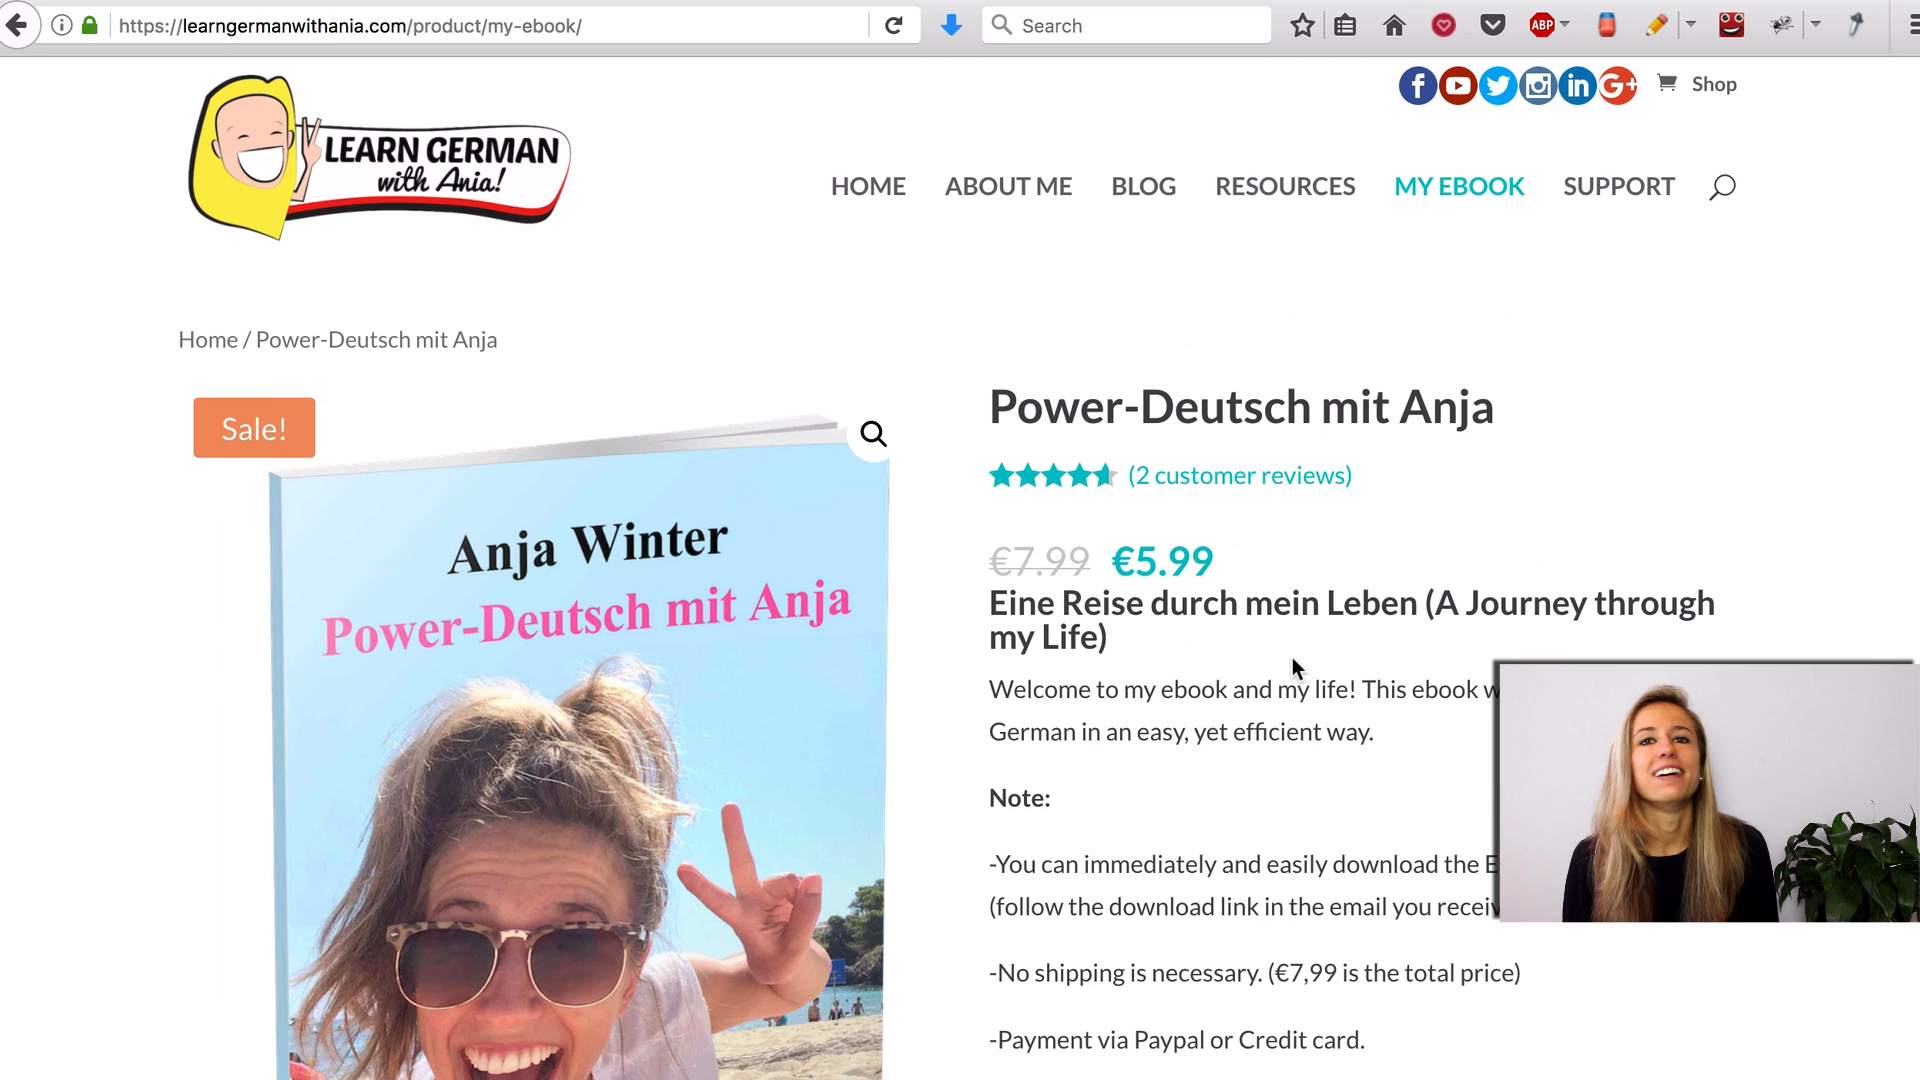 https://learngermanwithania.com/product/my-ebook/
Search
ABP
Shop
LEARN GERMAN
with Ania!
HOME
ABOUT ME
BLOG
RESOURCES
MY EBOOK
SUPPORT
Home / Power-Deutsch mit Anja
Sale!
Anja Winter
Power-Deutsch mit Anja
Power-Deutsch mit Anja
(2 customer reviews)
€7.99 €5.99
Eine Reise durch mein Leben (A Journey through
my Life)
Welcome to my ebook and my life! This ebook w
German in an easy, yet efficient way.
Note:
-You can immediately and easily download the E
(follow the download link in the email you receiv
-No shipping is necessary. (€7,99 is the total price)
-Payment via Paypal or Credit card.